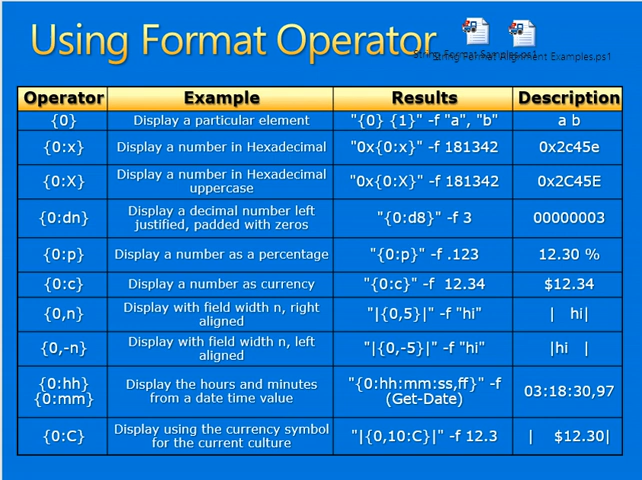 Using Format Operator
String Format Samples.ps1
String Format Alignment Examples.ps1
Operator Example Results Description
{0} Display a particular element "{0} {1}" -f "a", "b" a b
{0:x} Display a number in Hexadecimal "0x{0:x}" -f 181342 0x2c45e
{0:X} Display a number in Hexadecimal
uppercase "0x{0:X}" -f 181342 0x2C45E
{0:dn} Display a decimal number left
justified, padded with zeros "{0:d8}" -f 3 00000003
{0:p} Display a number as a percentage "{0:p}" -f .123 12.30 %
{0:c} Display a number as currency "{0:c}" -f 12.34 $12.34
{0,n} Display with field width n, right
aligned "|{0,5}|" -f "hi" |   hi|
{0,-n} Display with field width n, left
aligned "|{0,-5}|" -f "hi" |hi   |
{0:hh}
{0:mm} Display the hours and minutes
from a date time value "{0:hh:mm:ss,ff}" -f
(Get-Date) 03:18:30,97
{0:C} Display using the currency symbol
for the current culture "|{0,10:C}|" -f 12.3 |    $12.30|